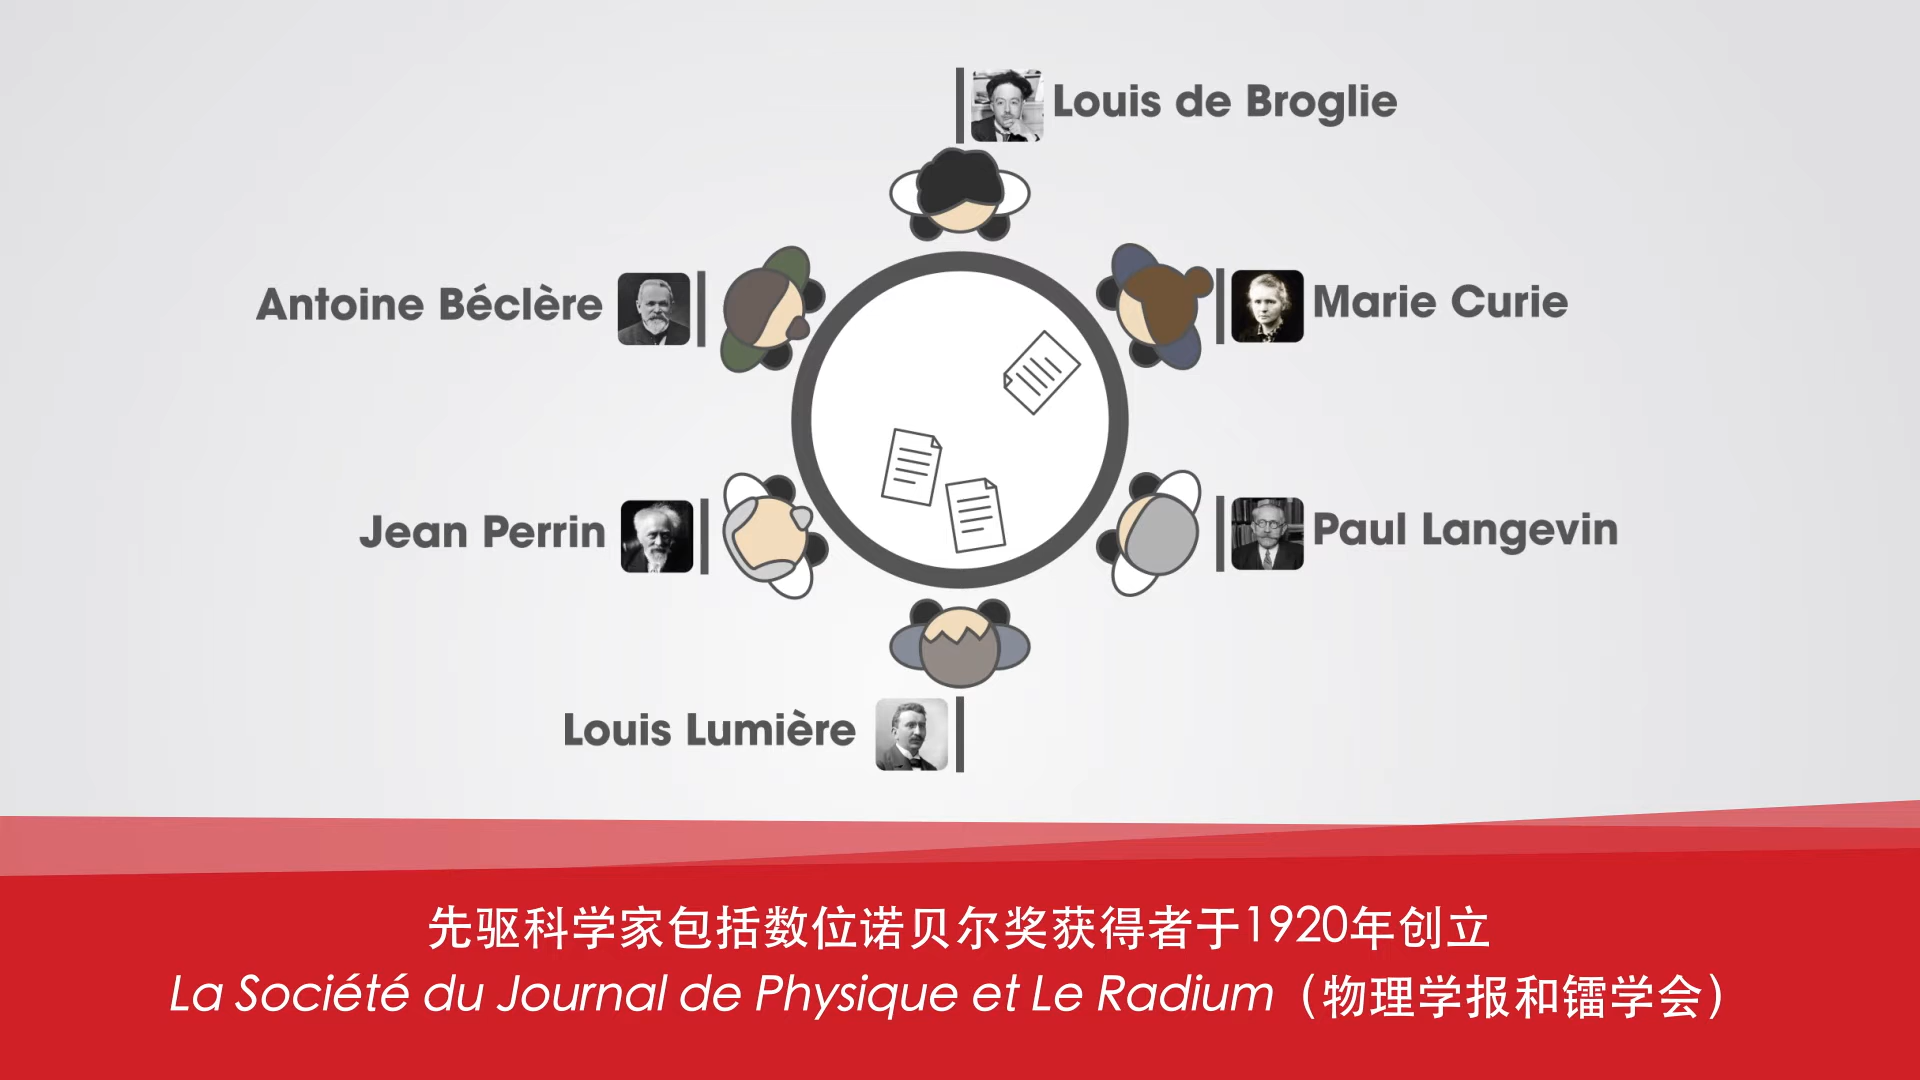 Louis de Broglie
Antoine Béclère
Marie Curie
Jean Perrin
Paul Langevin
Louis Lumière
先驱科学家包括数位诺贝尔奖获得者于1920年创立
La Société du Journal de Physique et Le Radium（物理学报和镭学会）